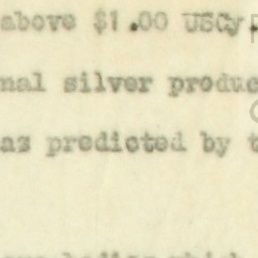 above $1.00 USCy.
nal silver produc
as predicted by t